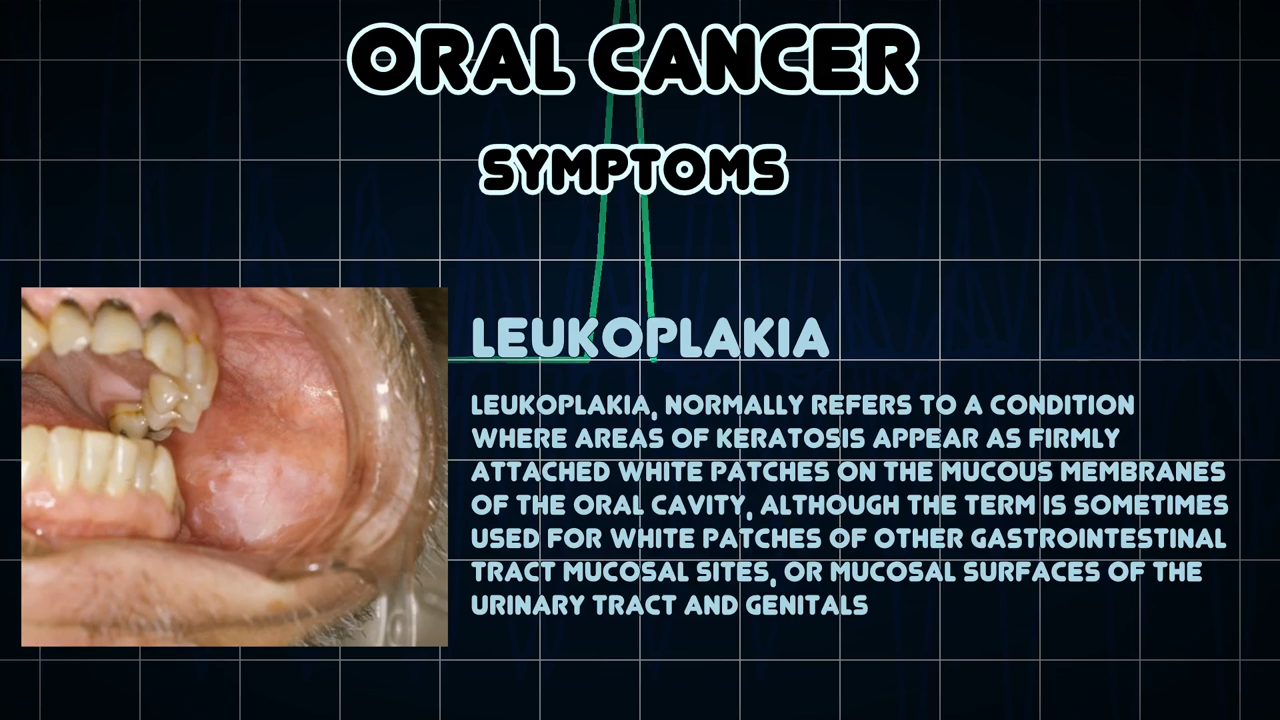 ORAL CANCER
SYMPTOMS
LEUKOPLAKIA
LEUKOPLAKIA, NORMALLY REFERS TO A CONDITION
WHERE AREAS OF KERATOSIS APPEAR AS FIRMLY
ATTACHED WHITE PATCHES ON THE MUCOUS MEMBRANES
OF THE ORAL CAVITY, ALTHOUGH THE TERM IS SOMETIMES
USED FOR WHITE PATCHES OF OTHER GASTROINTESTINAL
TRACT MUCOSAL SITES, OR MUCOSAL SURFACES OF THE
URINARY TRACT AND GENITALS